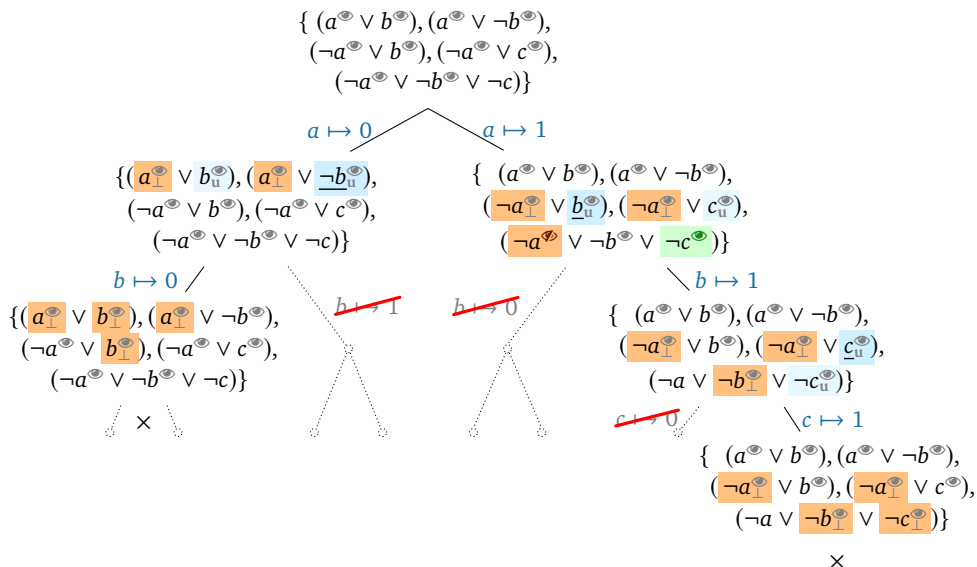 { (a👁 ∨ b👁), (a👁 ∨ ¬b👁),
(¬a👁 ∨ b👁), (¬a👁 ∨ c👁),
(¬a👁 ∨ ¬b👁 ∨ ¬c)}
a ↦ 0
a ↦ 1
{(a👁⊥ ∨ b👁u), (a👁⊥ ∨ ¬b👁u),
(¬a👁 ∨ b👁), (¬a👁 ∨ c👁),
(¬a👁 ∨ ¬b👁 ∨ ¬c)}
{ (a👁 ∨ b👁), (a👁 ∨ ¬b👁),
(¬a👁⊥ ∨ b👁u), (¬a👁⊥ ∨ c👁u),
(¬a👁 ∨ ¬b👁 ∨ ¬c👁)}
b ↦ 0
b ↦ 1
b ↦ 0
b ↦ 1
{(a👁⊥ ∨ b👁⊥), (a👁⊥ ∨ ¬b👁),
(¬a👁 ∨ b👁⊥), (¬a👁 ∨ c👁),
(¬a👁 ∨ ¬b👁 ∨ ¬c)}
×
{ (a👁 ∨ b👁), (a👁 ∨ ¬b👁),
(¬a👁⊥ ∨ b👁), (¬a👁⊥ ∨ c👁u),
(¬a ∨ ¬b👁⊥ ∨ ¬c👁u)}
c ↦ 0
c ↦ 1
{ (a👁 ∨ b👁), (a👁 ∨ ¬b👁),
(¬a👁⊥ ∨ b👁), (¬a👁⊥ ∨ c👁),
(¬a ∨ ¬b👁⊥ ∨ ¬c👁⊥)}
×